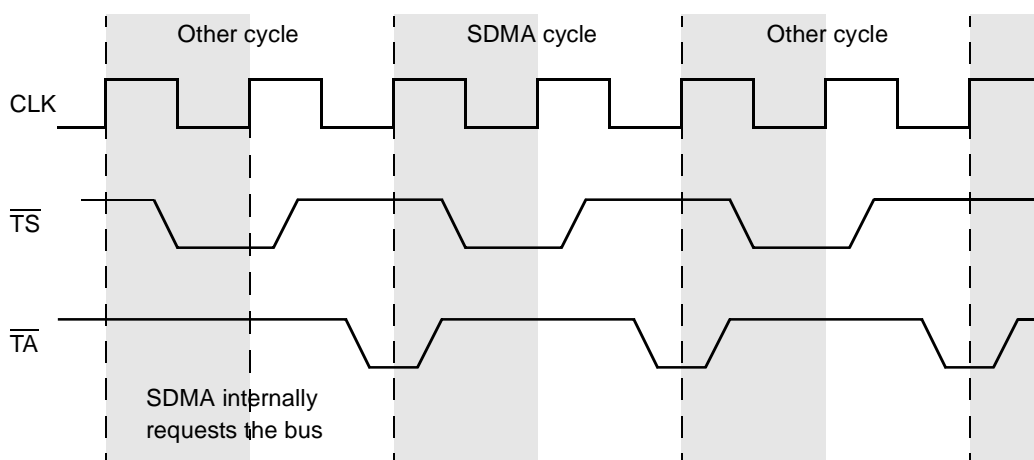 Other cycle
SDMA cycle
Other cycle
CLK
TS
TA
SDMA internally
requests the bus